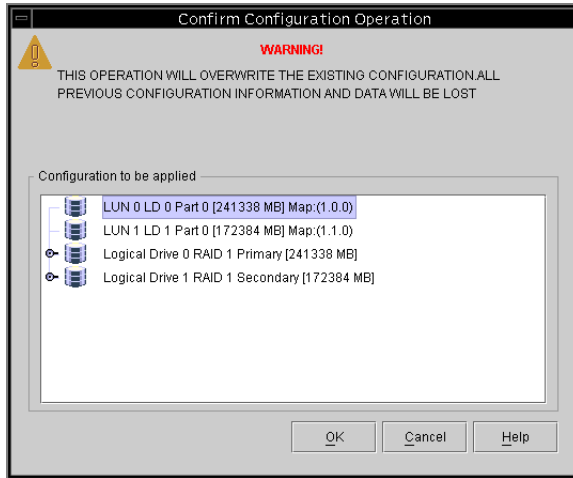 Confirm Configuration Operation
WARNING!
THIS OPERATION WILL OVERWRITE THE EXISTING CONFIGURATION.ALL
PREVIOUS CONFIGURATION INFORMATION AND DATA WILL BE LOST
Configuration to be applied
LUN 0 LD 0 Part 0 [241338 MB] Map:(1.0.0)
LUN 1 LD 1 Part 0 [172384 MB] Map:(1.1.0)
Logical Drive 0 RAID 1 Primary [241338 MB]
Logical Drive 1 RAID 1 Secondary [172384 MB]
OK Cancel Help